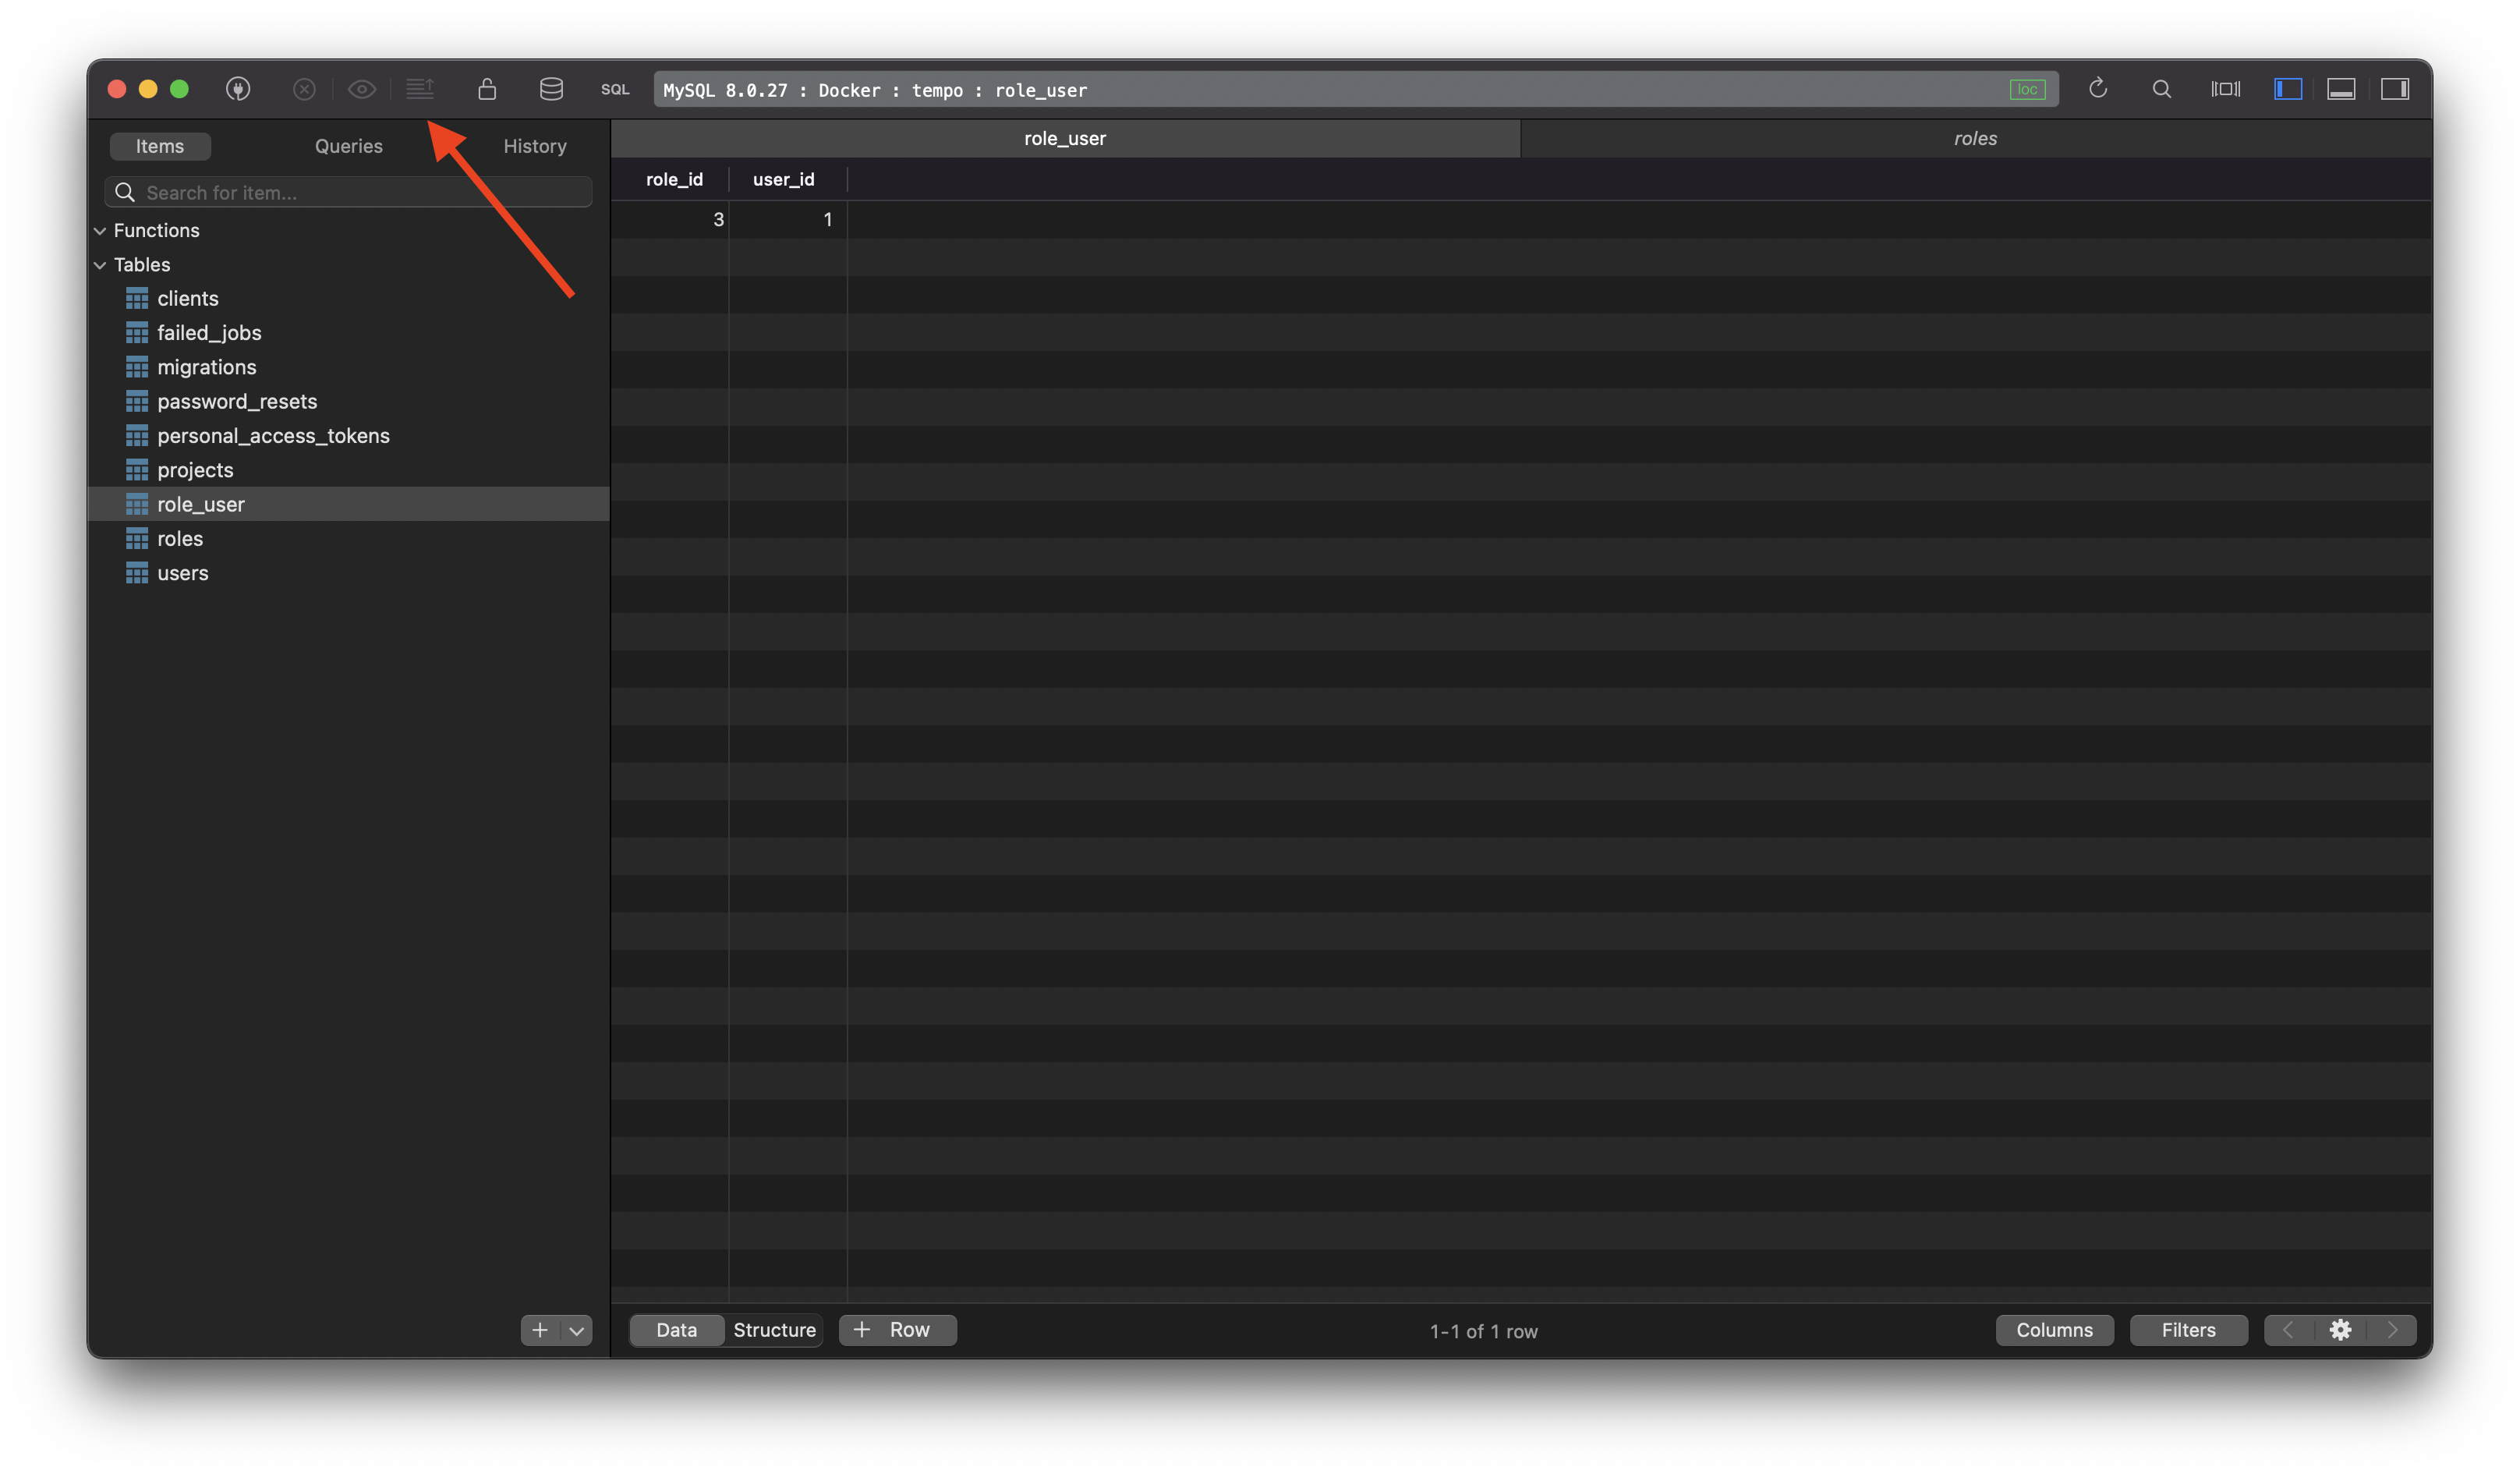 SQL
MySQL 8.0.27 : Docker : tempo : role_user
loc
Items
Queries
History
Search for item...
Functions
Tables
clients
failed_jobs
migrations
password_resets
personal_access_tokens
projects
role_user
roles
users
role_user
roles
role_id
user_id
3
1
Data
Structure
Row
1-1 of 1 row
Columns
Filters